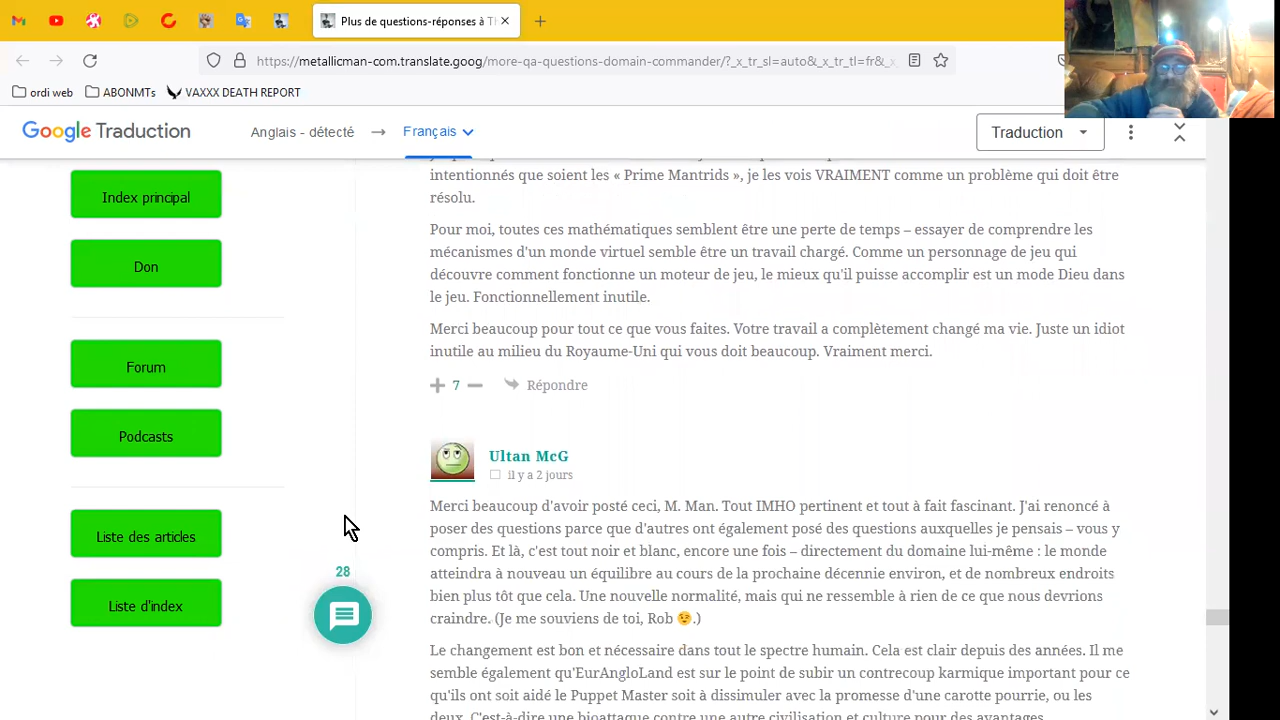 Plus de questions-réponses à T
https://metallicman-com.translate.goog/more-qa-questions-domain-commander/?_x_tr_sl=auto&_x_tr_tl=fr&_x_
ordi web
ABONMTs
VAXXX DEATH REPORT
Google Traduction
Anglais - détecté
Français
Traduction
Index principal
Don
Forum
Podcasts
Liste des articles
Liste d'index
28
intentionnés que soient les « Prime Mantrids », je les vois VRAIMENT comme un problème qui doit être
résolu.
Pour moi, toutes ces mathématiques semblent être une perte de temps – essayer de comprendre les
mécanismes d'un monde virtuel semble être un travail chargé. Comme un personnage de jeu qui
découvre comment fonctionne un moteur de jeu, le mieux qu'il puisse accomplir est un mode Dieu dans
le jeu. Fonctionnellement inutile.
Merci beaucoup pour tout ce que vous faites. Votre travail a complètement changé ma vie. Juste un idiot
inutile au milieu du Royaume-Uni qui vous doit beaucoup. Vraiment merci.
7
Répondre
Ultan McG
il y a 2 jours
Merci beaucoup d'avoir posté ceci, M. Man. Tout IMHO pertinent et tout à fait fascinant. J'ai renoncé à
poser des questions parce que d'autres ont également posé des questions auxquelles je pensais – vous y
compris. Et là, c'est tout noir et blanc, encore une fois – directement du domaine lui-même : le monde
atteindra à nouveau un équilibre au cours de la prochaine décennie environ, et de nombreux endroits
bien plus tôt que cela. Une nouvelle normalité, mais qui ne ressemble à rien de ce que nous devrions
craindre. (Je me souviens de toi, Rob 😉.)
Le changement est bon et nécessaire dans tout le spectre humain. Cela est clair depuis des années. Il me
semble également qu'EurAngloLand est sur le point de subir un contrecoup karmique important pour ce
qu'ils ont soit aidé le Puppet Master soit à dissimuler avec la promesse d'une carotte pourrie, ou les
deux. C'est-à-dire une bioattaque contre une autre civilisation et culture pour des avantages